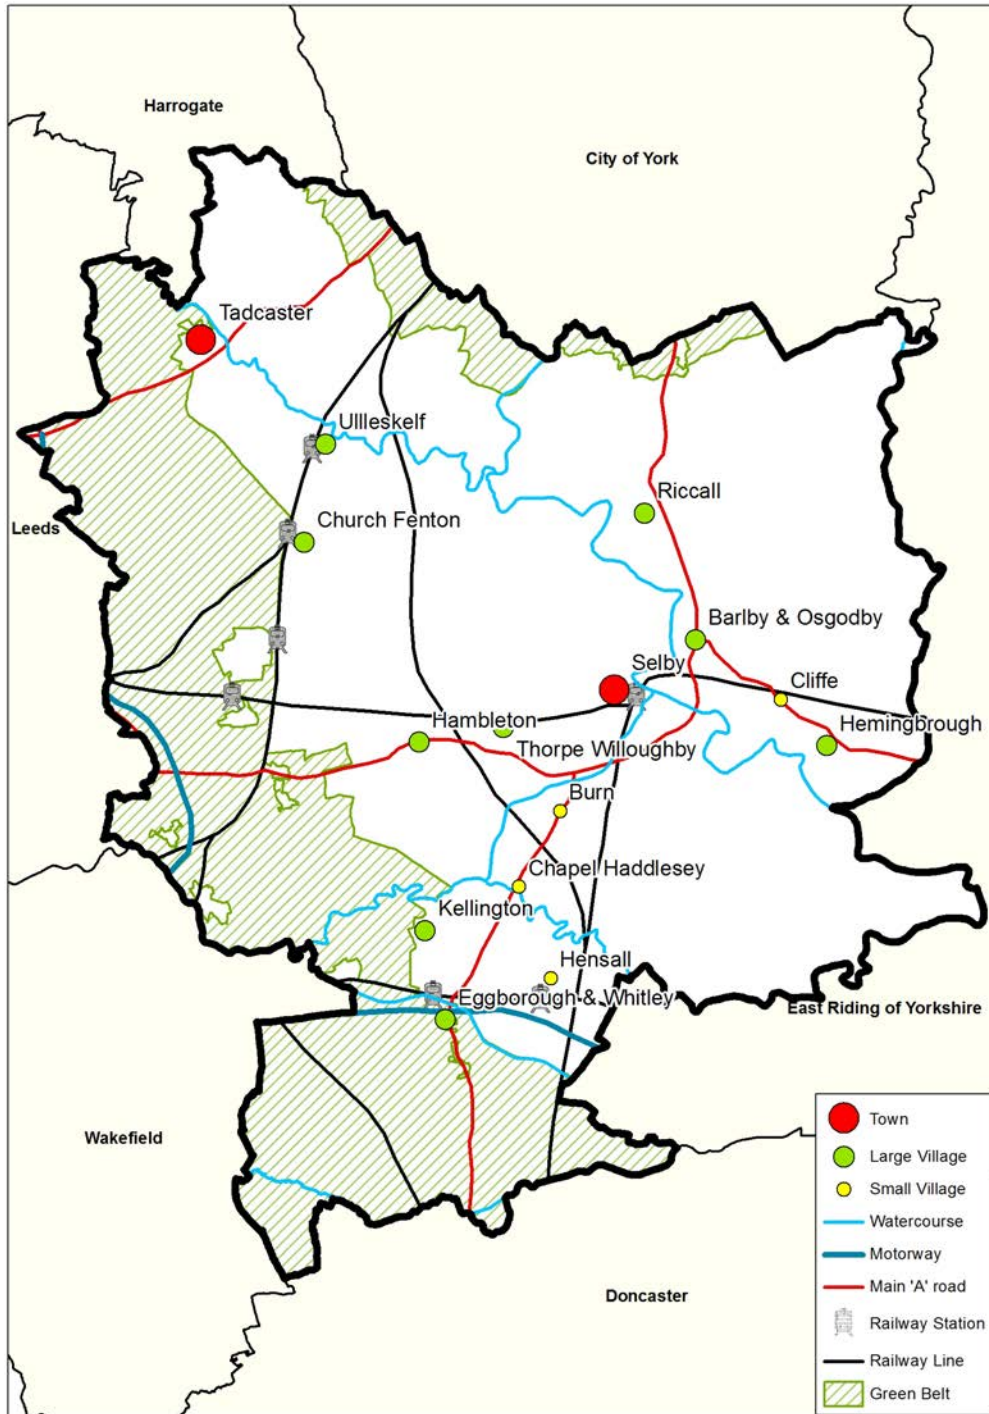 Harrogate
City of York
Tadcaster
Ullleskelf
Riccall
Leeds
Church Fenton
Barlby & Osgodby
Selby
Cliffe
Hambleton
Hemingbrough
Thorpe Willoughby
Burn
Chapel Haddlesey
Kellington
Hensall
Eggborough & Whitley
East Riding of Yorkshire
Wakefield
Doncaster
Town
Large Village
Small Village
Watercourse
Motorway
Main 'A' road
Railway Station
Railway Line
Green Belt